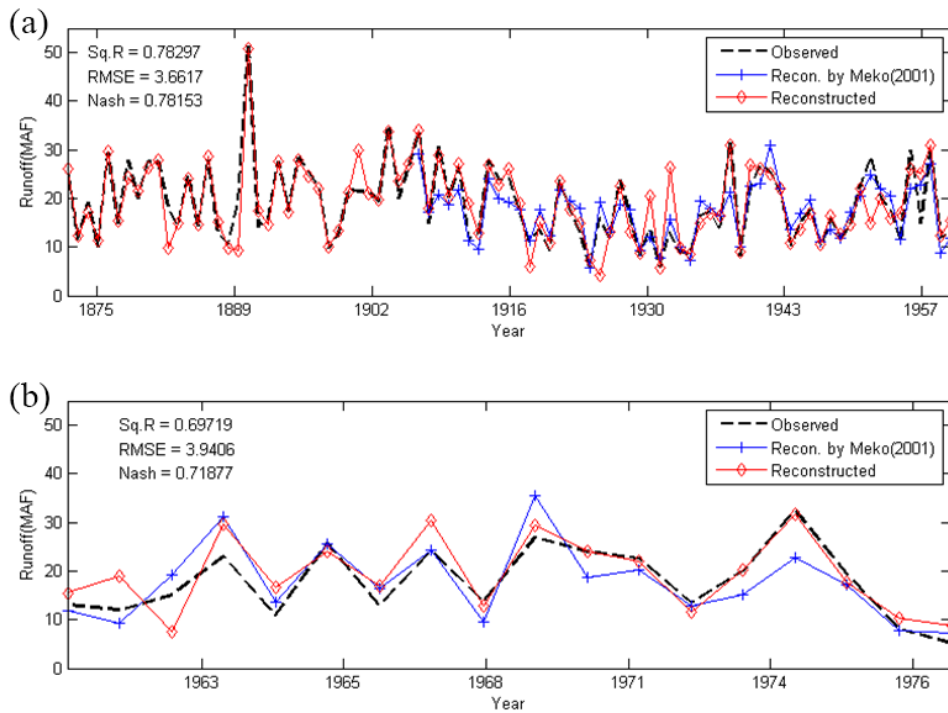 (a)
Sq.R = 0.78297
RMSE = 3.6617
Nash = 0.78153
Observed
Recon. by Meko(2001)
Reconstructed
Runoff(MAF)
50
40
30
20
10
0
1875 1889 1902 1916 1930 1943 1957
Year
(b)
Sq.R = 0.69719
RMSE = 3.9406
Nash = 0.71877
Observed
Recon. by Meko(2001)
Reconstructed
Runoff(MAF)
50
40
30
20
10
0
1963 1965 1968 1971 1974 1976
Year